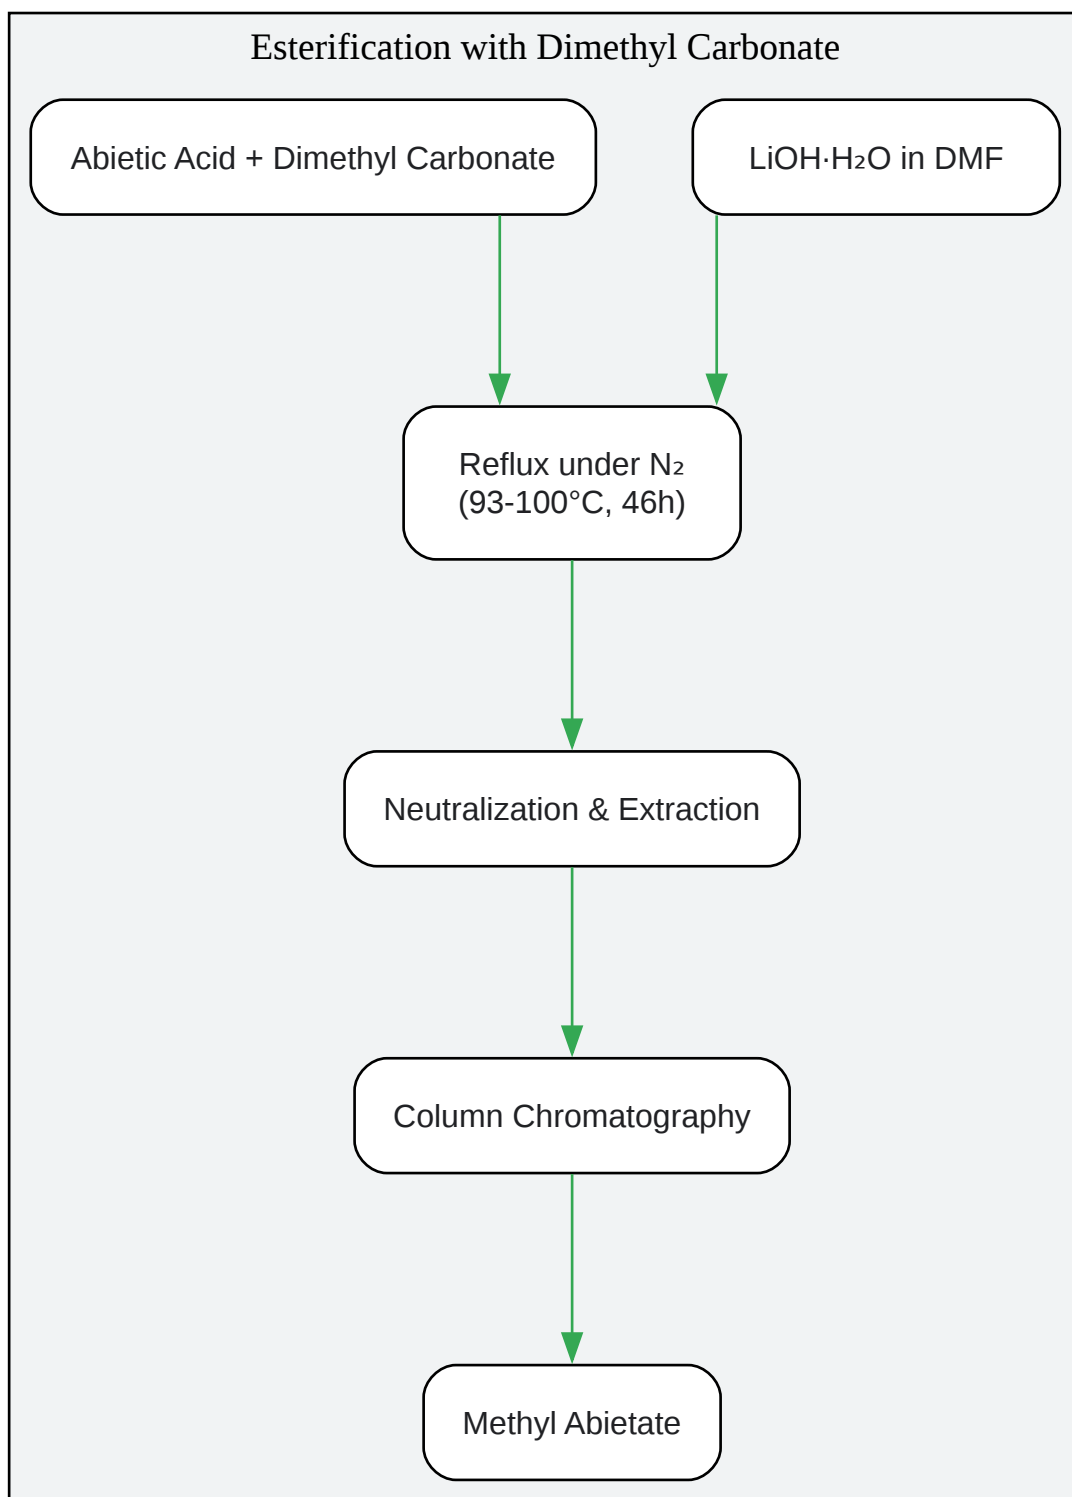 Esterification with Dimethyl Carbonate
Abietic Acid + Dimethyl Carbonate
LiOH·H₂O in DMF
Reflux under N₂
(93-100°C, 46h)
Neutralization & Extraction
Column Chromatography
Methyl Abietate